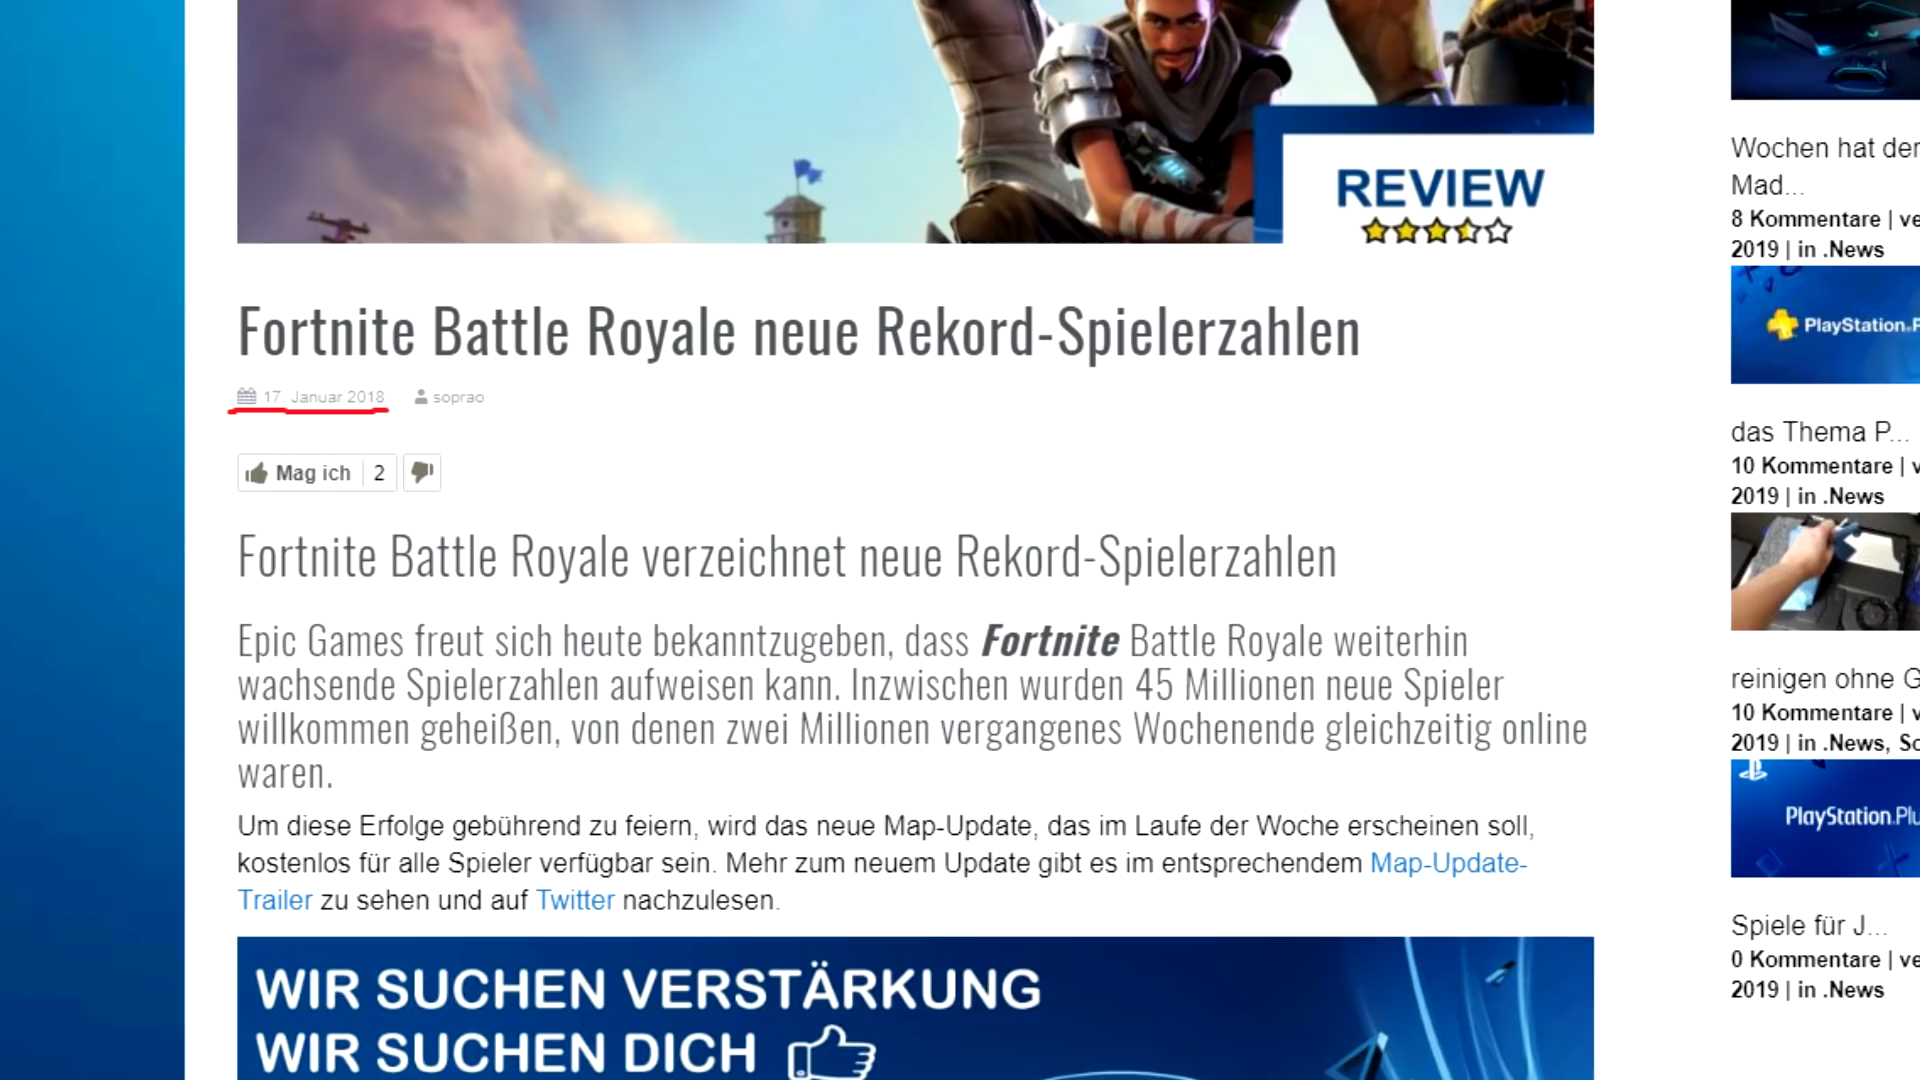 REVIEW
Fortnite Battle Royale neue Rekord-Spielerzahlen
17. Januar 2018 soprao
Mag ich 2
Fortnite Battle Royale verzeichnet neue Rekord-Spielerzahlen
Epic Games freut sich heute bekanntzugeben, dass Fortnite Battle Royale weiterhin
wachsende Spielerzahlen aufweisen kann. Inzwischen wurden 45 Millionen neue Spieler
willkommen geheißen, von denen zwei Millionen vergangenes Wochenende gleichzeitig online
waren.
Um diese Erfolge gebührend zu feiern, wird das neue Map-Update, das im Laufe der Woche erscheinen soll,
kostenlos für alle Spieler verfügbar sein. Mehr zum neuem Update gibt es im entsprechendem Map-Update-
Trailer zu sehen und auf Twitter nachzulesen.
WIR SUCHEN VERSTÄRKUNG
WIR SUCHEN DICH
Wochen hat der
Mad...
8 Kommentare | ve
2019 | in .News
PlayStation.P
das Thema P...
10 Kommentare | v
2019 | in .News
reinigen ohne G
10 Kommentare | v
2019 | in .News, So
PlayStation.Plu
Spiele für J...
0 Kommentare | ve
2019 | in .News